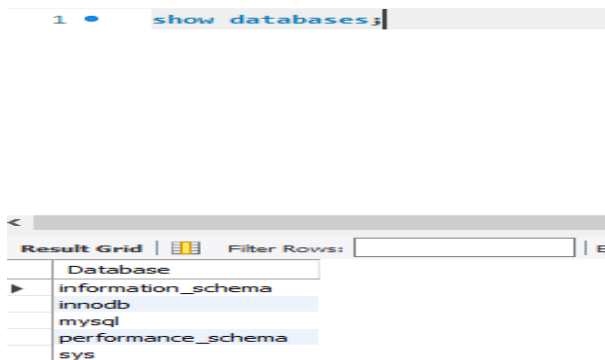 1 show databases;
Result Grid Filter Rows: E
Database
information_schema
innodb
mysql
performance_schema
sys